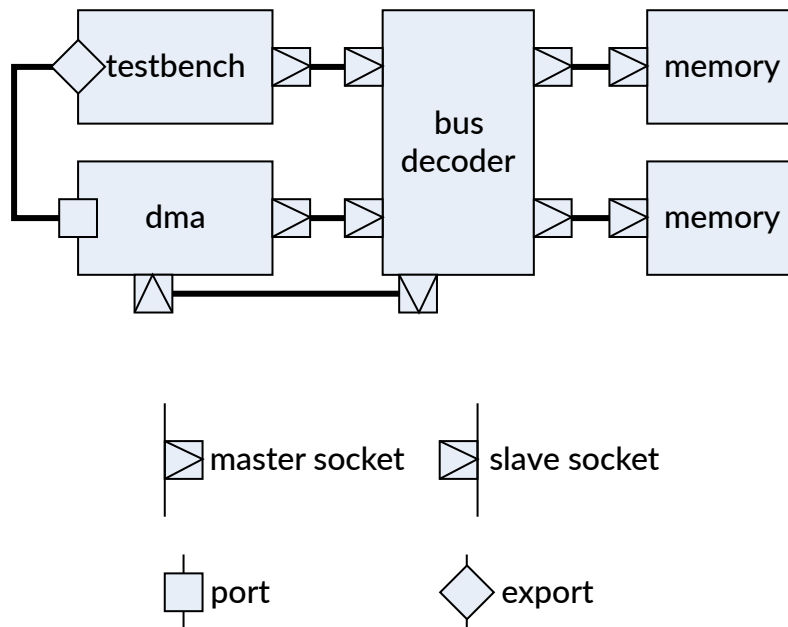 testbench
bus
decoder
memory
dma
memory
master socket
slave socket
port
export